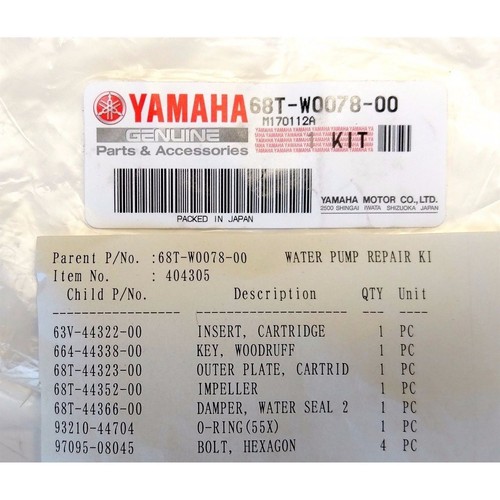 YAMAHA 68T-W0078-00
M170112A
GENUINE
Parts & Accessories
1 KIT
YAMAHA MOTOR CO., LTD.
2500 SHINGAI IWATA SHIZUOKA JAPAN
PACKED IN JAPAN
Parent P/No. :68T-W0078-00 WATER PUMP REPAIR KI
Item No. : 404305
Child P/No. Description QTY Unit
63V-44322-00 INSERT, CARTRIDGE 1 PC
664-44338-00 KEY, WOODRUFF 1 PC
68T-44323-00 OUTER PLATE, CARTRID 1 PC
68T-44352-00 IMPELLER 1 PC
68T-44366-00 DAMPER, WATER SEAL 2 1 PC
93210-44704 O-RING(55X) 1 PC
97095-08045 BOLT, HEXAGON 4 PC